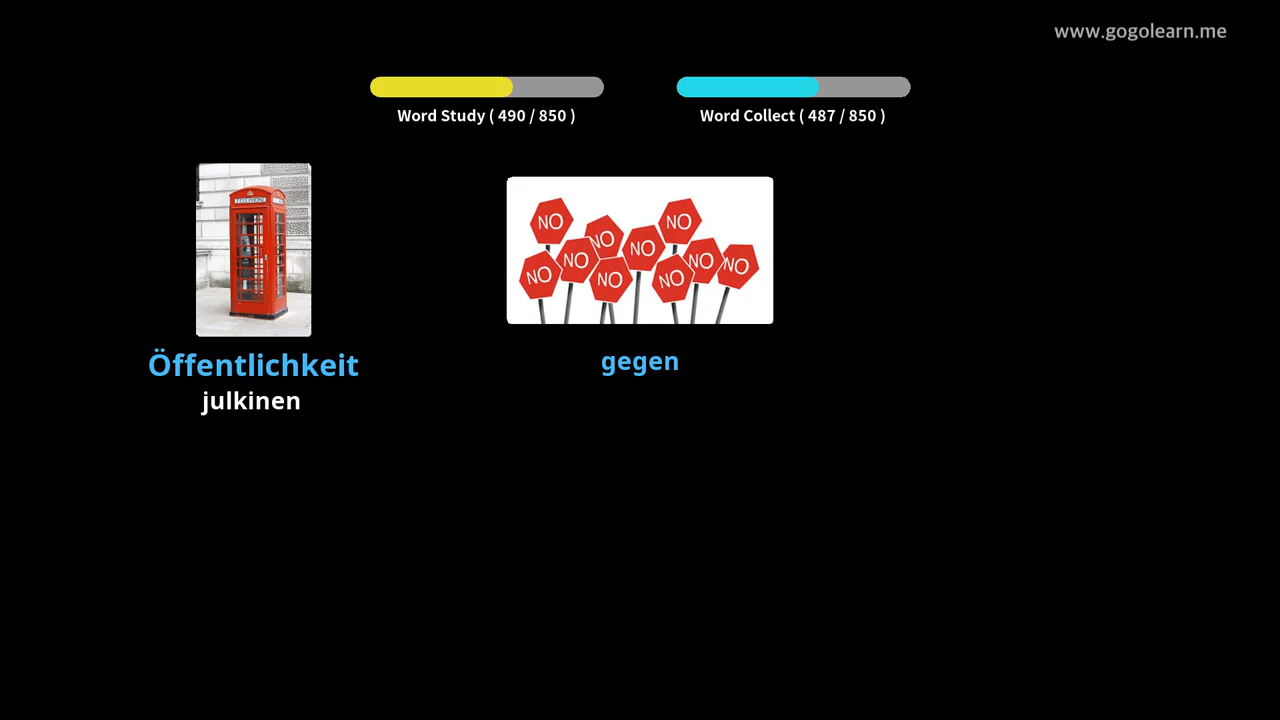 www.gogolearn.me
Word Study ( 490 / 850 )
Word Collect ( 487 / 850 )
TELEPHONE
NO
NO
NO
NO
NO
NO
NO
NO
NO
NO
Öffentlichkeit
julkinen
gegen